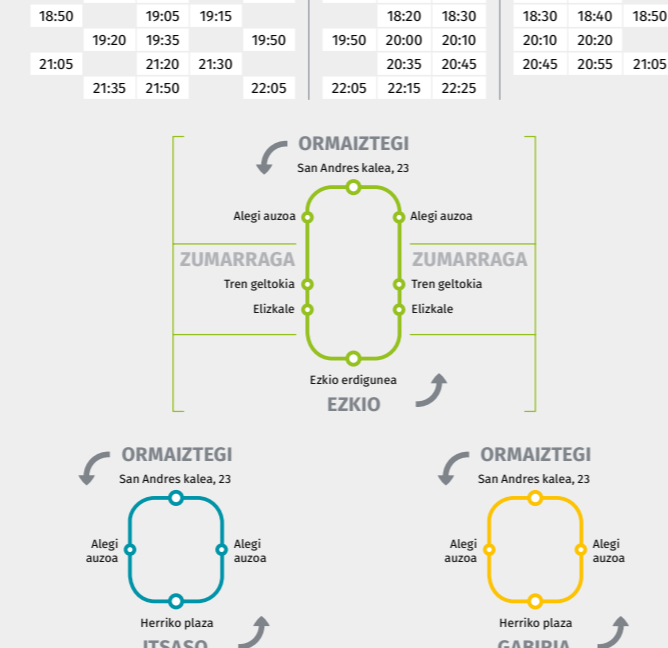 18:50 19:05 19:15 18:20 18:30 18:30 18:40 18:50
19:20 19:35 19:50 19:50 20:00 20:10 20:10 20:20
21:05 21:20 21:30 20:35 20:45 20:45 20:55 21:05
21:35 21:50 22:05 22:05 22:15 22:25
ORMAIZTEGI
San Andres kalea, 23
Alegi auzoa Alegi auzoa
ZUMARRAGA ZUMARRAGA
Tren geltokia Tren geltokia
Elizkale Elizkale
Ezkio erdigunea
EZKIO
ORMAIZTEGI
San Andres kalea, 23
Alegi
auzoa
Alegi
auzoa
Herriko plaza
ITSASO
ORMAIZTEGI
San Andres kalea, 23
Alegi
auzoa
Alegi
auzoa
Herriko plaza
GABIRIA